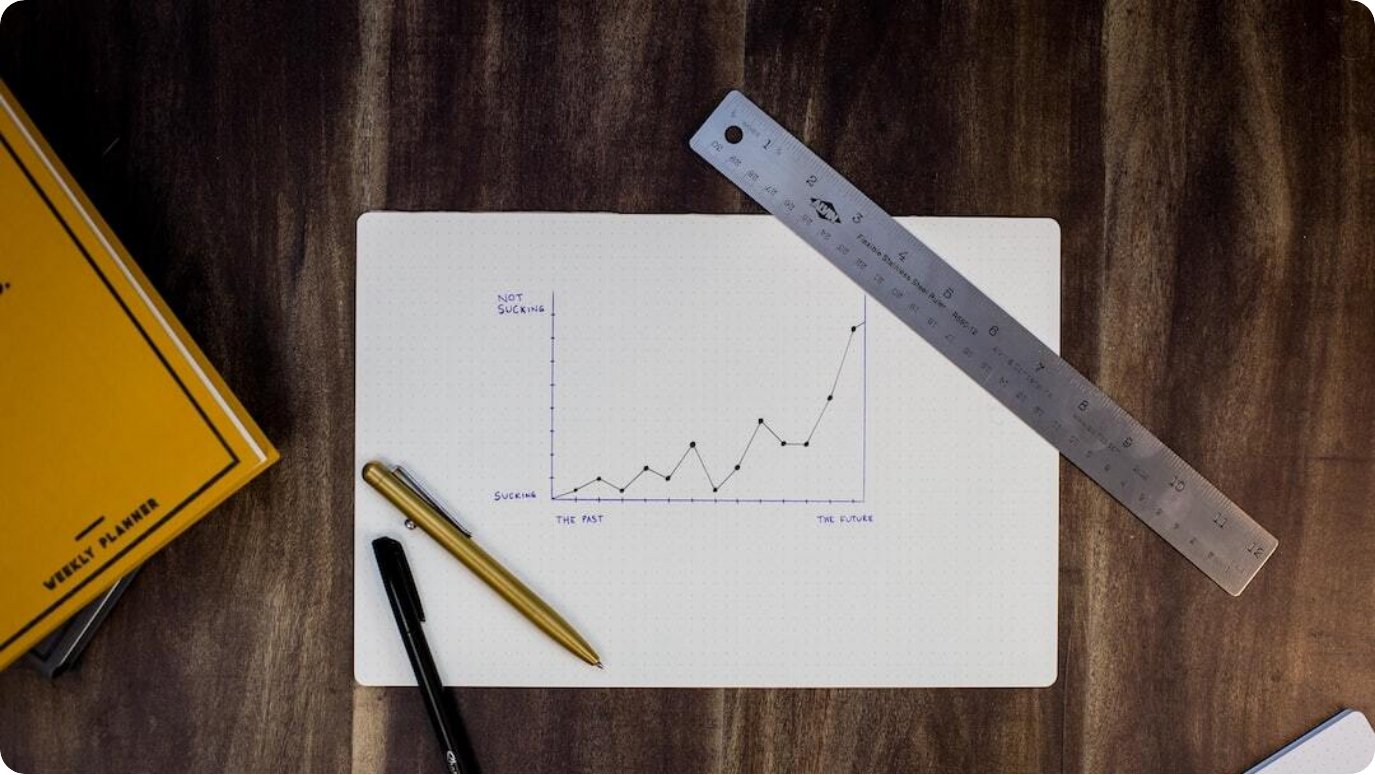 NOT
SUCKING
SUCKING
THE PAST
THE FUTURE
WEEKLY PLANNER
ALVIN
Flexible Stainless Steel Ruler
1
2
3
4
5
6
7
8
9
10
11
12